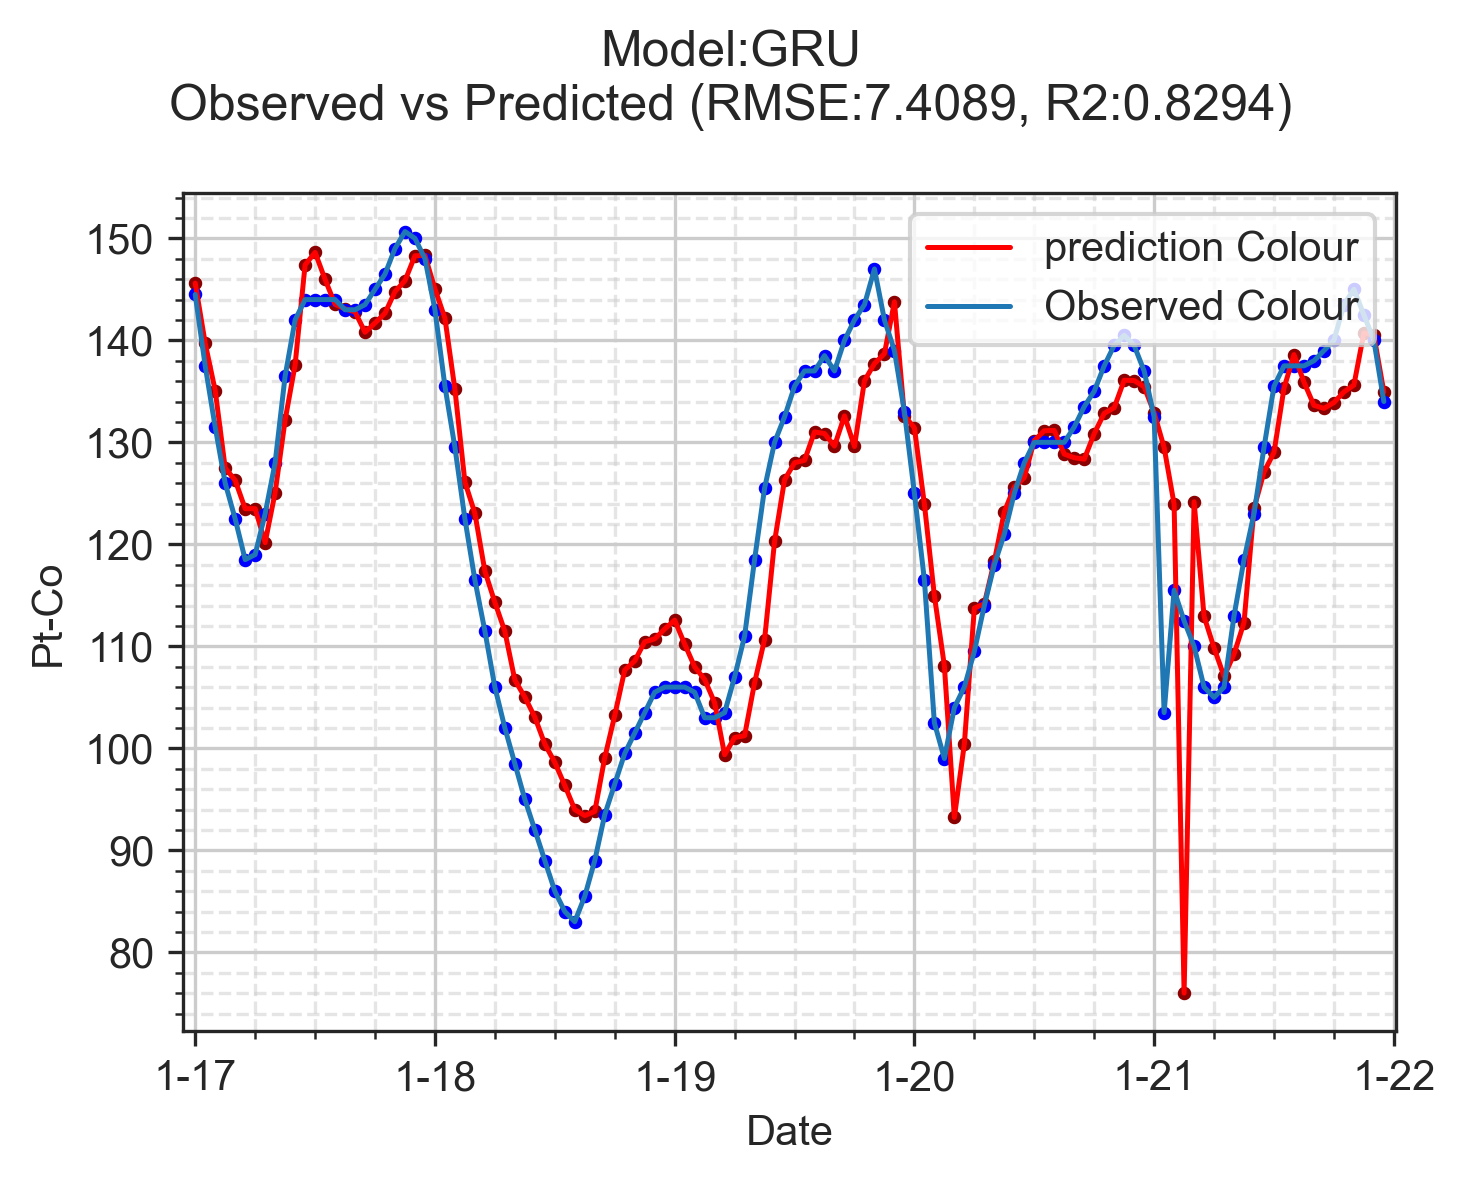 Model:GRU
Observed vs Predicted (RMSE:7.4089, R2:0.8294)
prediction Colour
Observed Colour
150
140
130
120
110
100
90
80
Pt-Co
1-17 1-18 1-19 1-20 1-21 1-22
Date